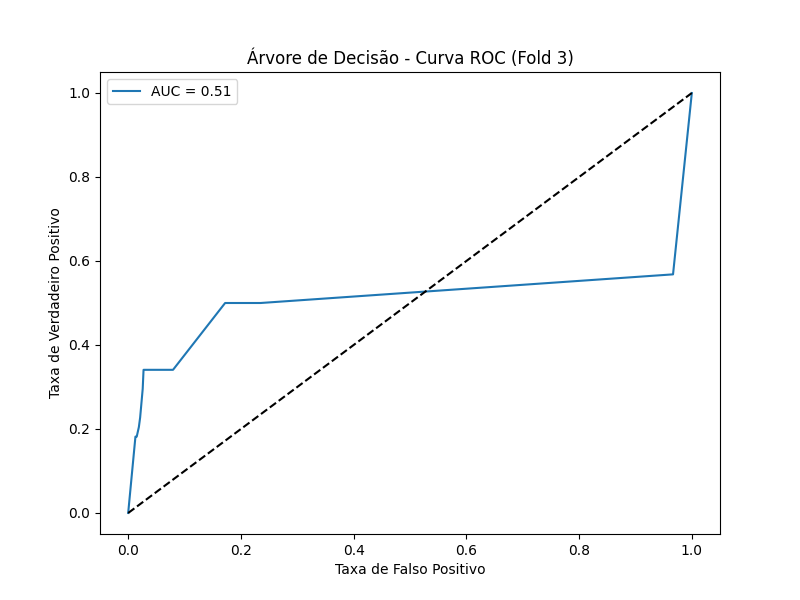 Árvore de Decisão - Curva ROC (Fold 3)
AUC = 0.51
Taxa de Verdadeiro Positivo
1.0
0.8
0.6
0.4
0.2
0.0
0.0 0.2 0.4 0.6 0.8 1.0
Taxa de Falso Positivo